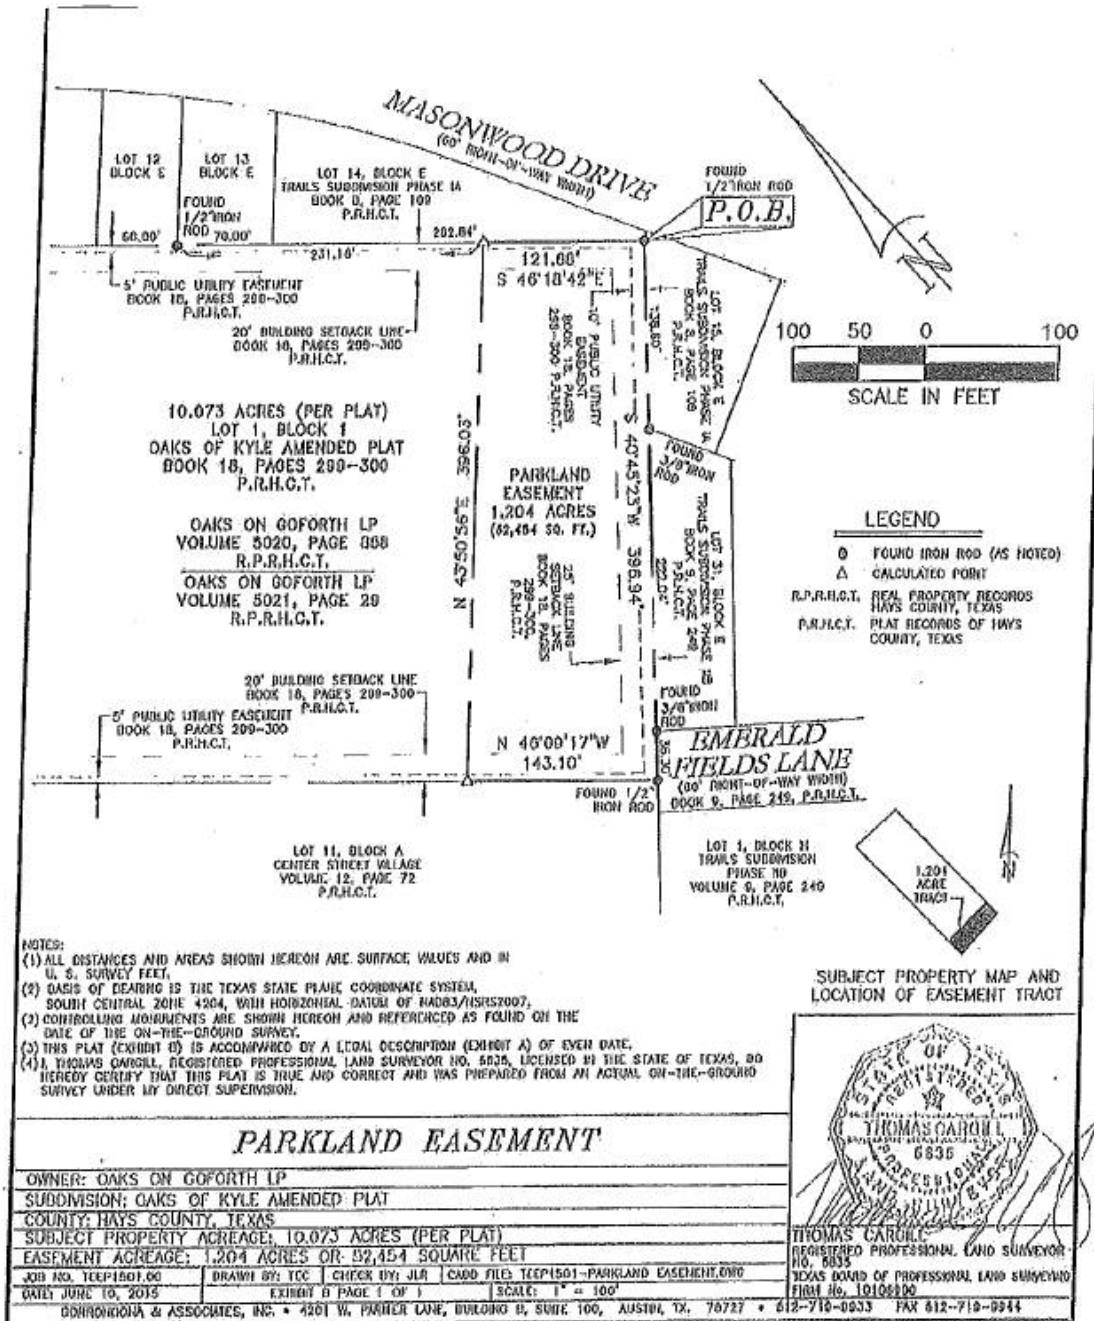 MASONWOOD DRIVE
(60' RIGHT-OF-WAY WIDTH)
LOT 12
BLOCK E
LOT 13
BLOCK E
LOT 14, BLOCK E
TRAILS SUBDIVISION PHASE 1A
BOOK 8, PAGE 109
P.R.H.C.T.
FOUND
1/2" IRON
ROD
60.00'
70.00'
202.84'
231.16'
FOUND
1/2" IRON ROD
P.O.B.
121.66'
S 46°18'42"E
5' PUBLIC UTILITY EASEMENT
BOOK 18, PAGES 299-300
P.R.H.C.T.
20' BUILDING SETBACK LINE
BOOK 18, PAGES 299-300
P.R.H.C.T.
10' PUBLIC UTILITY
EASEMENT
BOOK 18, PAGES
299-300 P.R.H.C.T.
LOT 15, BLOCK E
TRAILS SUBDIVISION PHASE 1A
BOOK 8, PAGE 109
P.R.H.C.T.
100 50 0 100
SCALE IN FEET
10.073 ACRES (PER PLAT)
LOT 1, BLOCK 1
OAKS OF KYLE AMENDED PLAT
BOOK 18, PAGES 299-300
P.R.H.C.T.
OAKS ON GOFORTH LP
VOLUME 5020, PAGE 868
R.P.R.H.C.T.
OAKS ON GOFORTH LP
VOLUME 5021, PAGE 29
R.P.R.H.C.T.
N 43°50'56"E 396.03'
PARKLAND
EASEMENT
1.204 ACRES
(52,454 SQ. FT.)
S 40°45'23"W 396.94'
FOUND
3/8" IRON
ROD
LOT 31, BLOCK E
TRAILS SUBDIVISION PHASE 1B
BOOK 9, PAGE 249
P.R.H.C.T.
222.04'
25' BUILDING
SETBACK LINE
BOOK 18, PAGES
299-300,
P.R.H.C.T.
LEGEND
FOUND IRON ROD (AS NOTED)
CALCULATED POINT
R.P.R.H.C.T. REAL PROPERTY RECORDS
HAYS COUNTY, TEXAS
P.R.H.C.T. PLAT RECORDS OF HAYS
COUNTY, TEXAS
20' BUILDING SETBACK LINE
BOOK 18, PAGES 299-300
P.R.H.C.T.
5' PUBLIC UTILITY EASEMENT
BOOK 18, PAGES 299-300
P.R.H.C.T.
FOUND
3/8" IRON
ROD
36.30'
N 46°09'17"W
143.10'
FOUND 1/2"
IRON ROD
EMERALD
FIELDS LANE
(60' RIGHT-OF-WAY WIDTH)
BOOK 9, PAGE 249, P.R.H.C.T.
LOT 11, BLOCK A
CENTER STREET VILLAGE
VOLUME 12, PAGE 72
P.R.H.C.T.
LOT 1, BLOCK H
TRAILS SUBDIVISION
PHASE 1B
VOLUME 9, PAGE 249
P.R.H.C.T.
1.201
ACRE
TRACT
N
SUBJECT PROPERTY MAP AND
LOCATION OF EASEMENT TRACT
NOTES:
(1) ALL DISTANCES AND AREAS SHOWN HEREON ARE SURFACE VALUES AND IN
U. S. SURVEY FEET.
(2) BASIS OF BEARING IS THE TEXAS STATE PLANE COORDINATE SYSTEM,
SOUTH CENTRAL ZONE 4204, WITH HORIZONTAL DATUM OF NAD83/NSRS2007.
(2) CONTROLLING MONUMENTS ARE SHOWN HEREON AND REFERENCED AS FOUND ON THE
DATE OF THE ON-THE-GROUND SURVEY.
(3) THIS PLAT (EXHIBIT B) IS ACCOMPANIED BY A LEGAL DESCRIPTION (EXHIBIT A) OF EVEN DATE.
(4) I, THOMAS CARGILL, REGISTERED PROFESSIONAL LAND SURVEYOR NO. 6835, LICENSED IN THE STATE OF TEXAS, DO
HEREBY CERTIFY THAT THIS PLAT IS TRUE AND CORRECT AND WAS PREPARED FROM AN ACTUAL ON-THE-GROUND
SURVEY UNDER MY DIRECT SUPERVISION.
STATE OF TEXAS
REGISTERED
THOMAS CARGILL
6835
PROFESSIONAL
PARKLAND EASEMENT
OWNER: OAKS ON GOFORTH LP
SUBDIVISION: OAKS OF KYLE AMENDED PLAT
COUNTY: HAYS COUNTY, TEXAS
SUBJECT PROPERTY ACREAGE: 10.073 ACRES (PER PLAT)
EASEMENT ACREAGE: 1.204 ACRES OR 52,454 SQUARE FEET
JOB NO. TCEP1501.00 DRAWN BY: TCC CHECK BY: JLR CADD FILE: TCEP1501-PARKLAND EASEMENT.DWG
DATE: JUNE 10, 2015 EXHIBIT B PAGE 1 OF 1 SCALE: 1" = 100'
THOMAS CARGILL
REGISTERED PROFESSIONAL LAND SURVEYOR
NO. 6835
TEXAS BOARD OF PROFESSIONAL LAND SURVEYING
FIRM No. 10106900
& ASSOCIATES, INC. • 4201 W. PARMER LANE, BUILDING B, SUITE 100, AUSTIN, TX. 78727 • 512-719-9933 FAX 512-719-9944